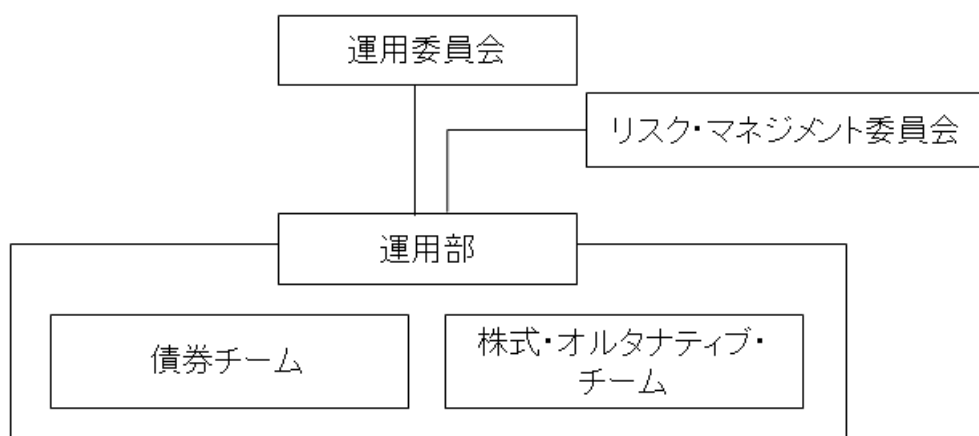 運用委員会
リスク・マネジメント委員会
運用部
債券チーム
株式・オルタナティブ・
チーム